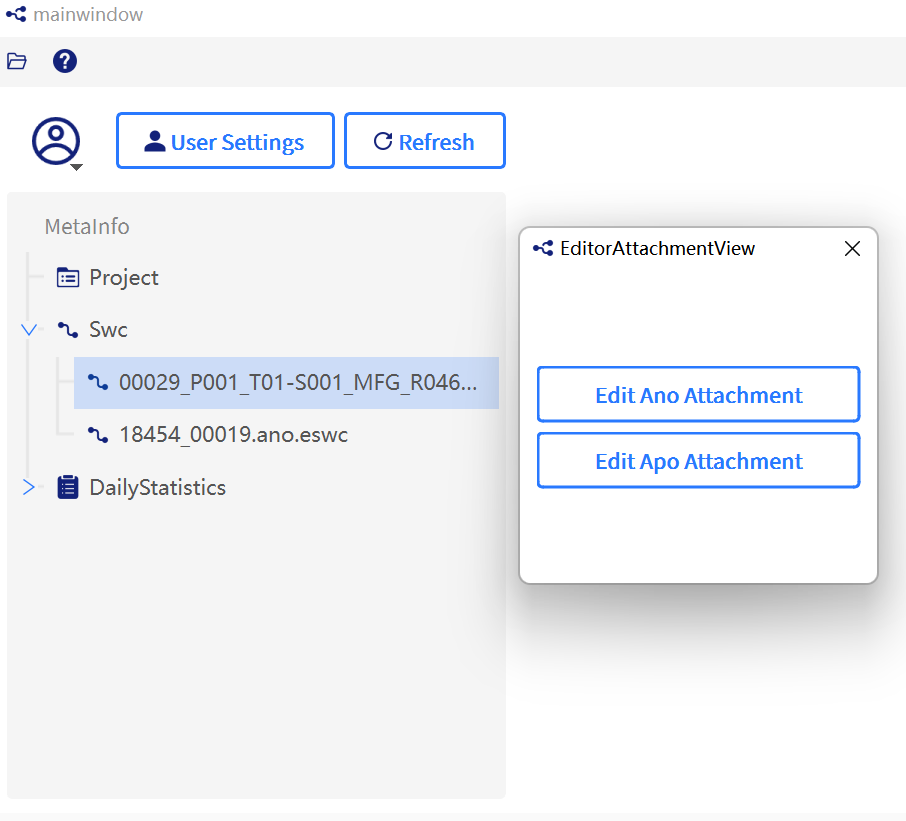 mainwindow
User Settings
Refresh
MetaInfo
Project
Swc
00029_P001_T01-S001_MFG_R046...
18454_00019.ano.eswc
DailyStatistics
EditorAttachmentView
Edit Ano Attachment
Edit Apo Attachment